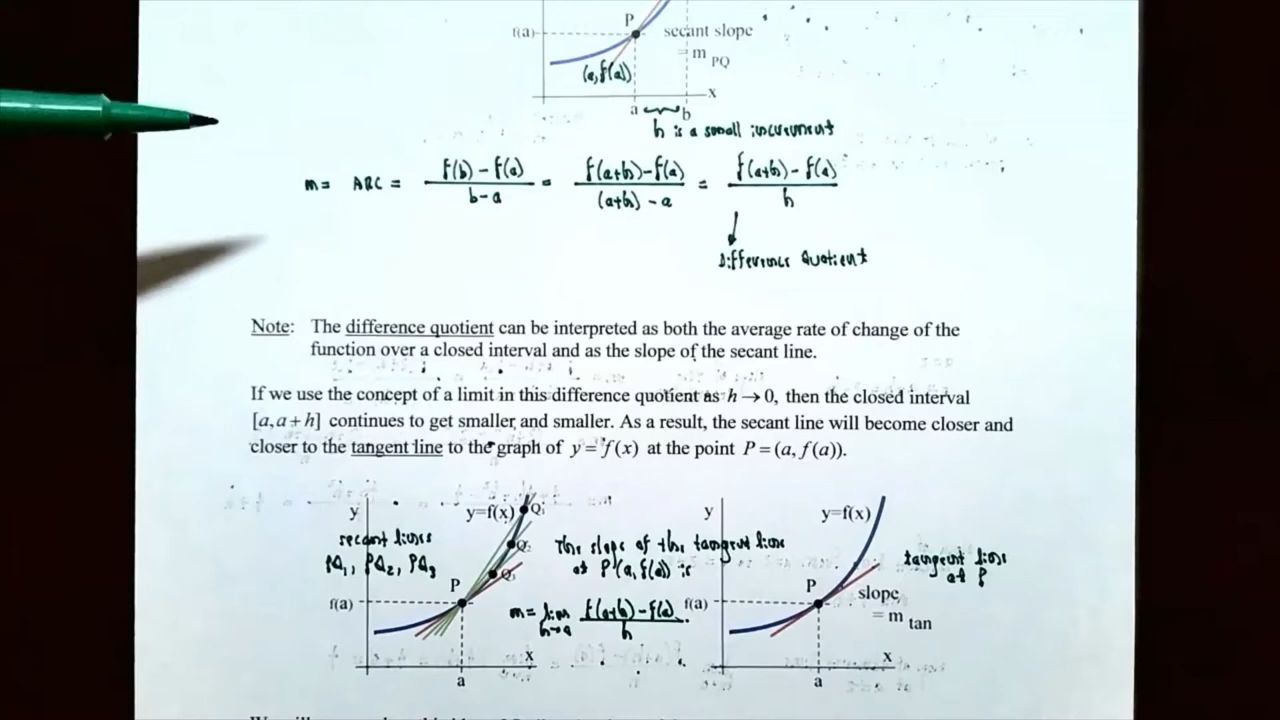 f(a)
P
secant slope
= m PQ
(a, f(a))
x
a b
h is a small increment
m = ARC = f(b) - f(a) / b - a = f(a+h) - f(a) / (a+h) - a = f(a+h) - f(a) / h
↓
Difference Quotient
Note: The difference quotient can be interpreted as both the average rate of change of the
function over a closed interval and as the slope of the secant line.
If we use the concept of a limit in this difference quotient as h → 0, then the closed interval
[a, a + h] continues to get smaller and smaller. As a result, the secant line will become closer and
closer to the tangent line to the graph of y = f(x) at the point P = (a, f(a)).
y
y=f(x)
Q1
secant lines
PQ1, PQ2, PQ3
Q2
Q3
P
f(a)
x
a
The slope of the tangent line
at P(a, f(a)) is
m = lim f(a+h) - f(a) / h.
y
y=f(x)
tangent line
at P
P
slope
= m tan
f(a)
x
a